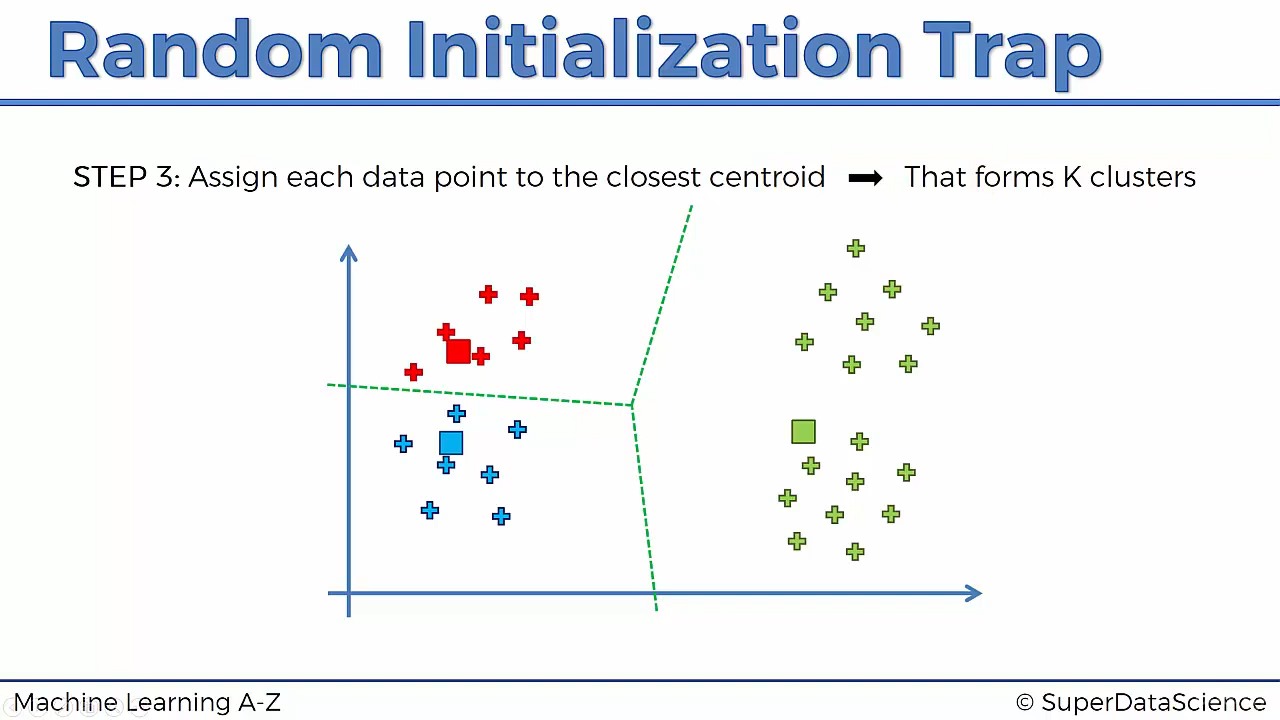 Random Initialization Trap
STEP 3: Assign each data point to the closest centroid ➡ That forms K clusters
Machine Learning A-Z
© SuperDataScience